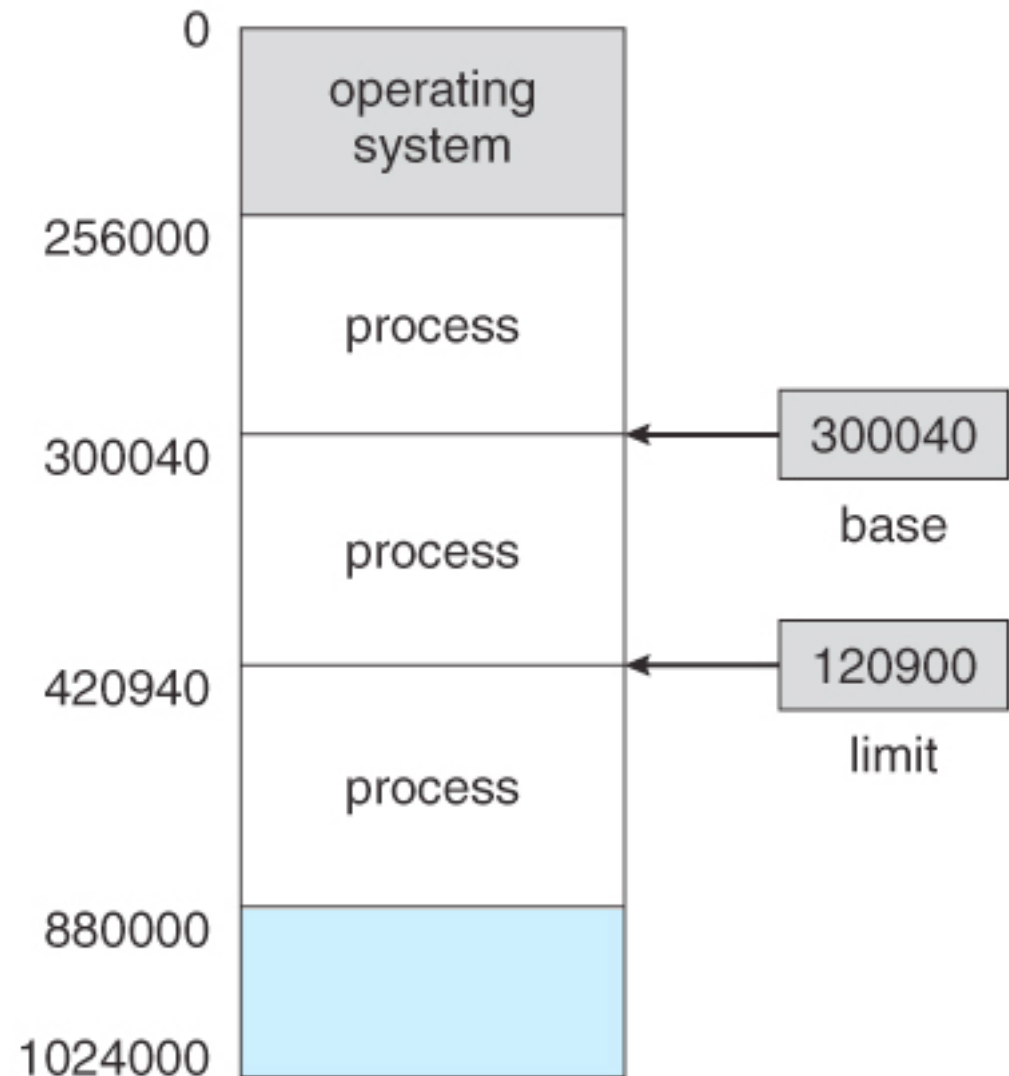 0
operating
system
256000
process
300040
300040
base
process
420940
120900
limit
process
880000
1024000